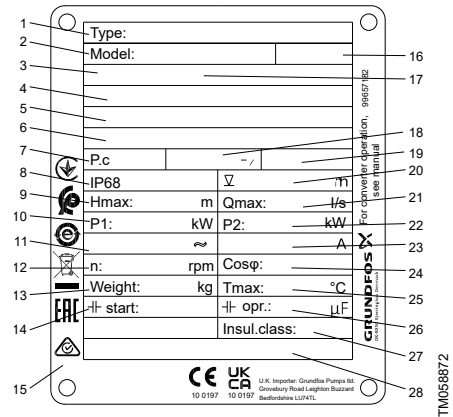 1 Type:
2 Model: 16
3 17
4
5
6
7 P.c 18 19
8 IP68 m 20
9 Hmax: m Qmax: l/s 21
10 P1: kW P2: kW 22
11 ≈ A 23
12 n: rpm Cosφ: 24
13 Weight: kg Tmax: °C 25
14 ⊣⊢ start: ⊣⊢ opr.: µF 26
Insul.class: 27
15 28
EAC
CE
10 0197
UK
CA
10 0197
U.K. Importer: Grundfos Pumps ltd.
Grovebury Road Leighton Buzzard
Bedfordshire LU74TL
99657182
For converter operation,
see manual
GRUNDFOS
TM058872